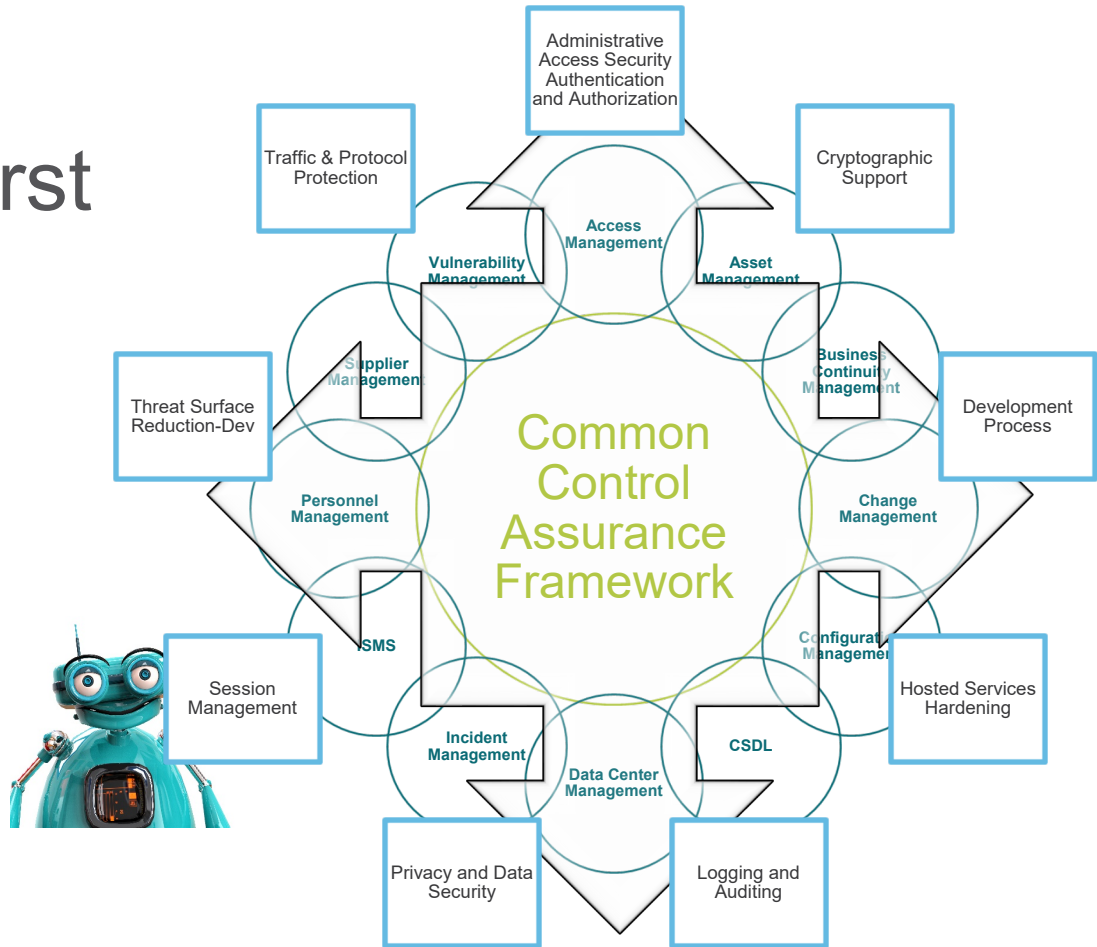 rst
Administrative
Access Security
Authentication
and Authorization
Traffic & Protocol
Protection
Cryptographic
Support
Access
Management
Vulnerability
Management
Asset
Management
Supplier
Management
Business
Continuity
Management
Threat Surface
Reduction-Dev
Development
Process
Common
Control
Assurance
Framework
Personnel
Management
Change
Management
ISMS
Configurati
Managemen
Session
Management
Hosted Services
Hardening
Incident
Management
CSDL
Data Center
Management
Privacy and Data
Security
Logging and
Auditing